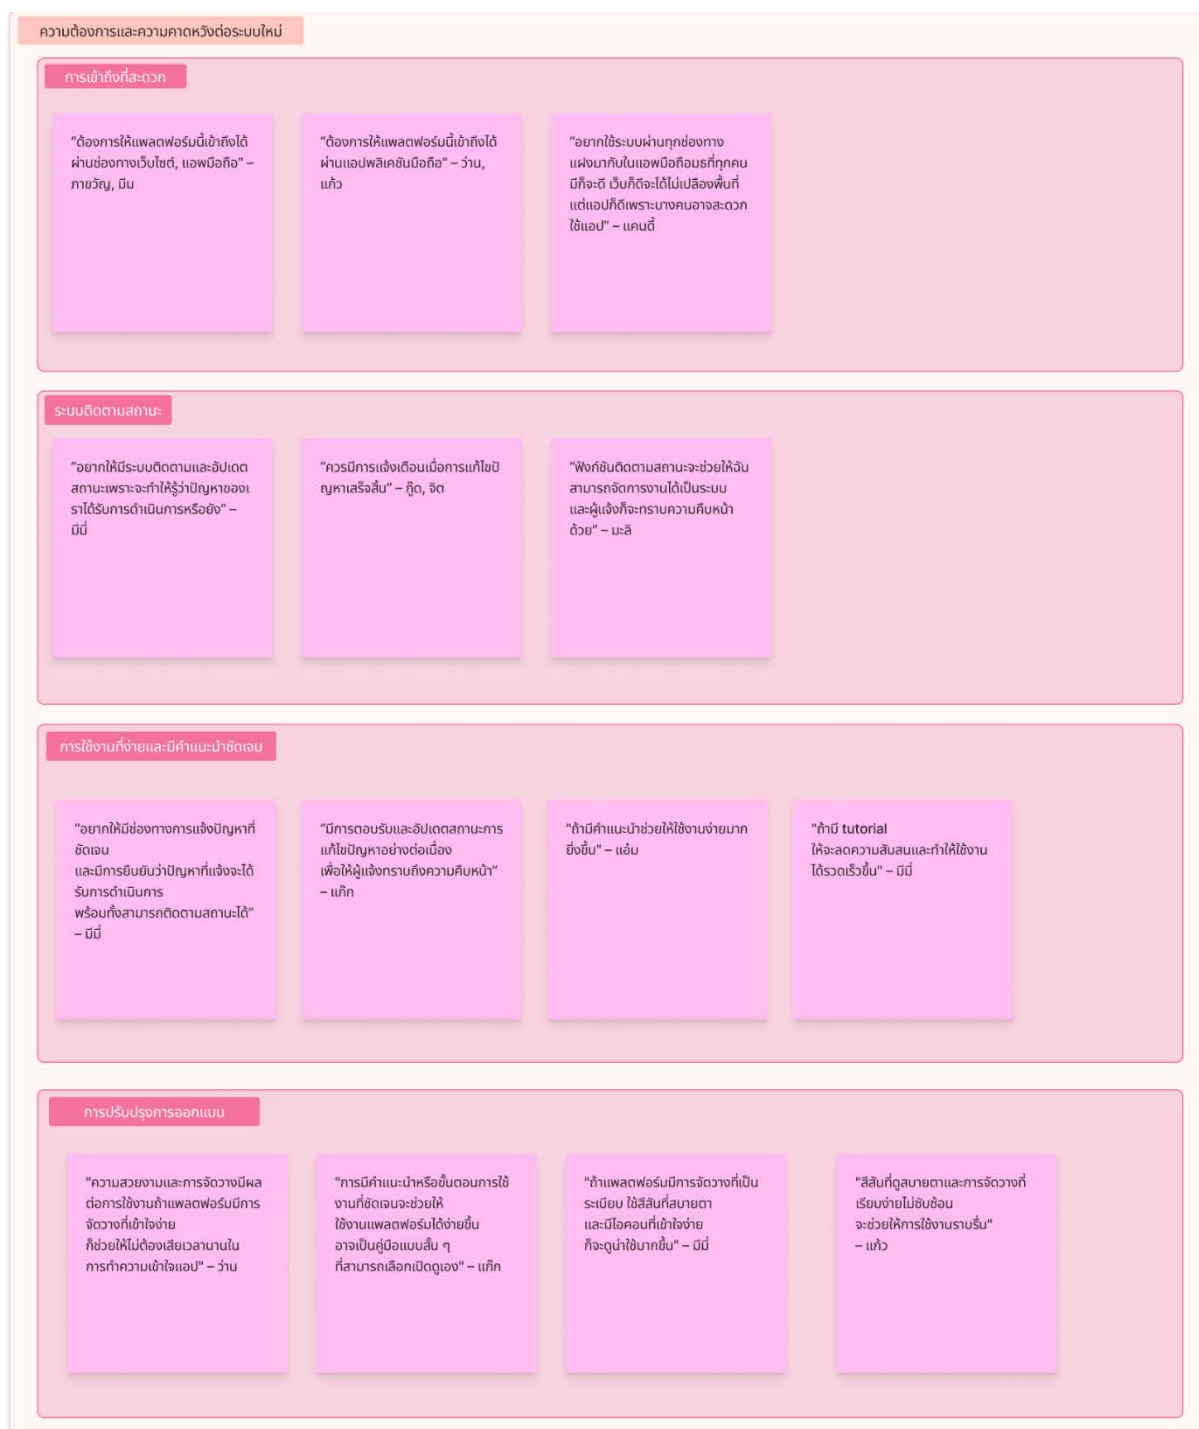 ความต้องการและความคาดหวังต่อระบบใหม่
การเข้าถึงที่สะดวก
“ต้องการให้แพลตฟอร์มนี้เข้าถึงได้
ผ่านช่องทางเว็บไซต์, แอพมือถือ” –
ภาขวัญ, มีม
“ต้องการให้แพลตฟอร์มนี้เข้าถึงได้
ผ่านแอปพลิเคชันมือถือ” – ว่าน,
แก้ว
“อยากใช้ระบบผ่านทุกช่องทาง
แฝงมากับในแอพมือถือมธที่ทุกคน
มีก็จะดี เว็บก็ดีจะได้ไม่เปลืองพื้นที่
แต่แอปก็ดีเพราะบางคนอาจสะดวก
ใช้แอป” – แคนดี้
ระบบติดตามสถานะ
“อยากให้มีระบบติดตามและอัปเดต
สถานะเพราะจะทำให้รู้ว่าปัญหาของเ
ราได้รับการดำเนินการหรือยัง” –
มีมี่
“ควรมีการแจ้งเตือนเมื่อการแก้ไขปั
ญหาเสร็จสิ้น” – กู๊ด, จิต
“ฟังก์ชันติดตามสถานะจะช่วยให้ฉัน
สามารถจัดการงานได้เป็นระบบ
และผู้แจ้งก็จะทราบความคืบหน้า
ด้วย” – มะลิ
การใช้งานที่ง่ายและมีคำแนะนำชัดเจน
“อยากให้มีช่องทางการแจ้งปัญหาที่
ชัดเจน
และมีการยืนยันว่าปัญหาที่แจ้งจะได้
รับการดำเนินการ
พร้อมทั้งสามารถติดตามสถานะได้”
– มีมี่
“มีการตอบรับและอัปเดตสถานะการ
แก้ไขปัญหาอย่างต่อเนื่อง
เพื่อให้ผู้แจ้งทราบถึงความคืบหน้า”
– แก๊ก
"ถ้ามีคำแนะนำช่วยให้ใช้งานง่ายมาก
ยิ่งขึ้น" – แอ๋ม
"ถ้ามี tutorial
ให้จะลดความสับสนและทำให้ใช้งาน
ได้รวดเร็วขึ้น" – มีมี่
การปรับปรุงการออกแบบ
"ความสวยงามและการจัดวางมีผล
ต่อการใช้งานถ้าแพลตฟอร์มมีการ
จัดวางที่เข้าใจง่าย
ก็ช่วยให้ไม่ต้องเสียเวลานานใน
การทำความเข้าใจแอป" – ว่าน
"การมีคำแนะนำหรือขั้นตอนการใช้
งานที่ชัดเจนจะช่วยให้
ใช้งานแพลตฟอร์มได้ง่ายขึ้น
อาจเป็นคู่มือแบบสั้น ๆ
ที่สามารถเลือกเปิดดูเอง" – แก๊ก
"ถ้าแพลตฟอร์มมีการจัดวางที่เป็น
ระเบียบ ใช้สีสันที่สบายตา
และมีไอคอนที่เข้าใจง่าย
ก็จะดูน่าใช้มากขึ้น" – มีมี่
"สีสันที่ดูสบายตาและการจัดวางที่
เรียบง่ายไม่ซับซ้อน
จะช่วยให้การใช้งานราบรื่น"
– แก้ว